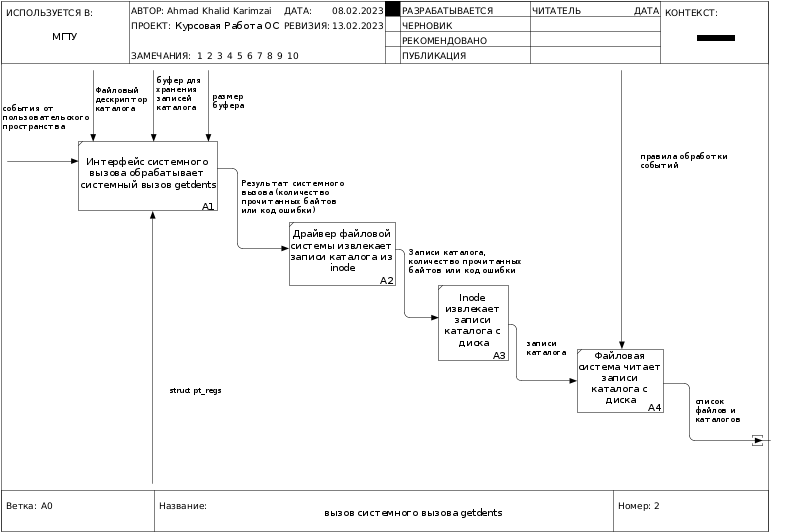 ИСПОЛЬЗУЕТСЯ В:
МГТУ
АВТОР: Ahmad Khalid Karimzai ДАТА: 08.02.2023
ПРОЕКТ: Курсовая Работа ОС РЕВИЗИЯ: 13.02.2023
ЗАМЕЧАНИЯ: 1 2 3 4 5 6 7 8 9 10
РАЗРАБАТЫВАЕТСЯ
ЧЕРНОВИК
РЕКОМЕНДОВАНО
ПУБЛИКАЦИЯ
ЧИТАТЕЛЬ ДАТА
КОНТЕКСТ:
события от
пользовательского
пространства
Файловый
дескриптор
каталога
буфер для
хранения
записей
каталога
размер
буфера
Интерфейс системного
вызова обрабатывает
системный вызов getdents
A1
Результат системного
вызова (количество
прочитанных байтов
или код ошибки)
Драйвер файловой
системы извлекает
записи каталога из
inode
A2
Записи каталога,
количество прочитанных
байтов или код ошибки
Inode
извлекает
записи
каталога с
диска
A3
записи
каталога
правила обработки
событий
Файловая
система читает
записи
каталога с
диска
A4
список
файлов и
каталогов
struct pt_regs
Ветка: A0
Название:
вызов системного вызова getdents
Номер: 2